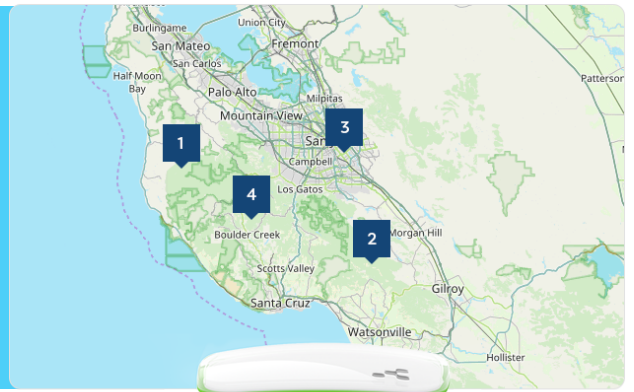 Burlingame
Union City
San Mateo
Fremont
San Carlos
Half Moon
Bay
Palo Alto
Patterson
Milpitas
Mountain View
3
San
1
Campbell
4
Los Gatos
2
Morgan Hill
Boulder Creek
Scotts Valley
Gilroy
Santa Cruz
Watsonville
Hollister